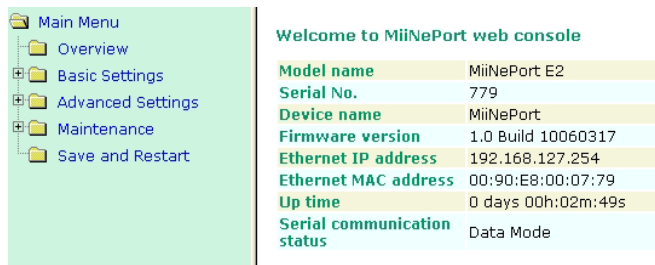 Main Menu
Overview
Basic Settings
Advanced Settings
Maintenance
Save and Restart
Welcome to MiiNePort web console
Model name MiiNePort E2
Serial No. 779
Device name MiiNePort
Firmware version 1.0 Build 10060317
Ethernet IP address 192.168.127.254
Ethernet MAC address 00:90:E8:00:07:79
Up time 0 days 00h:02m:49s
Serial communication
status Data Mode